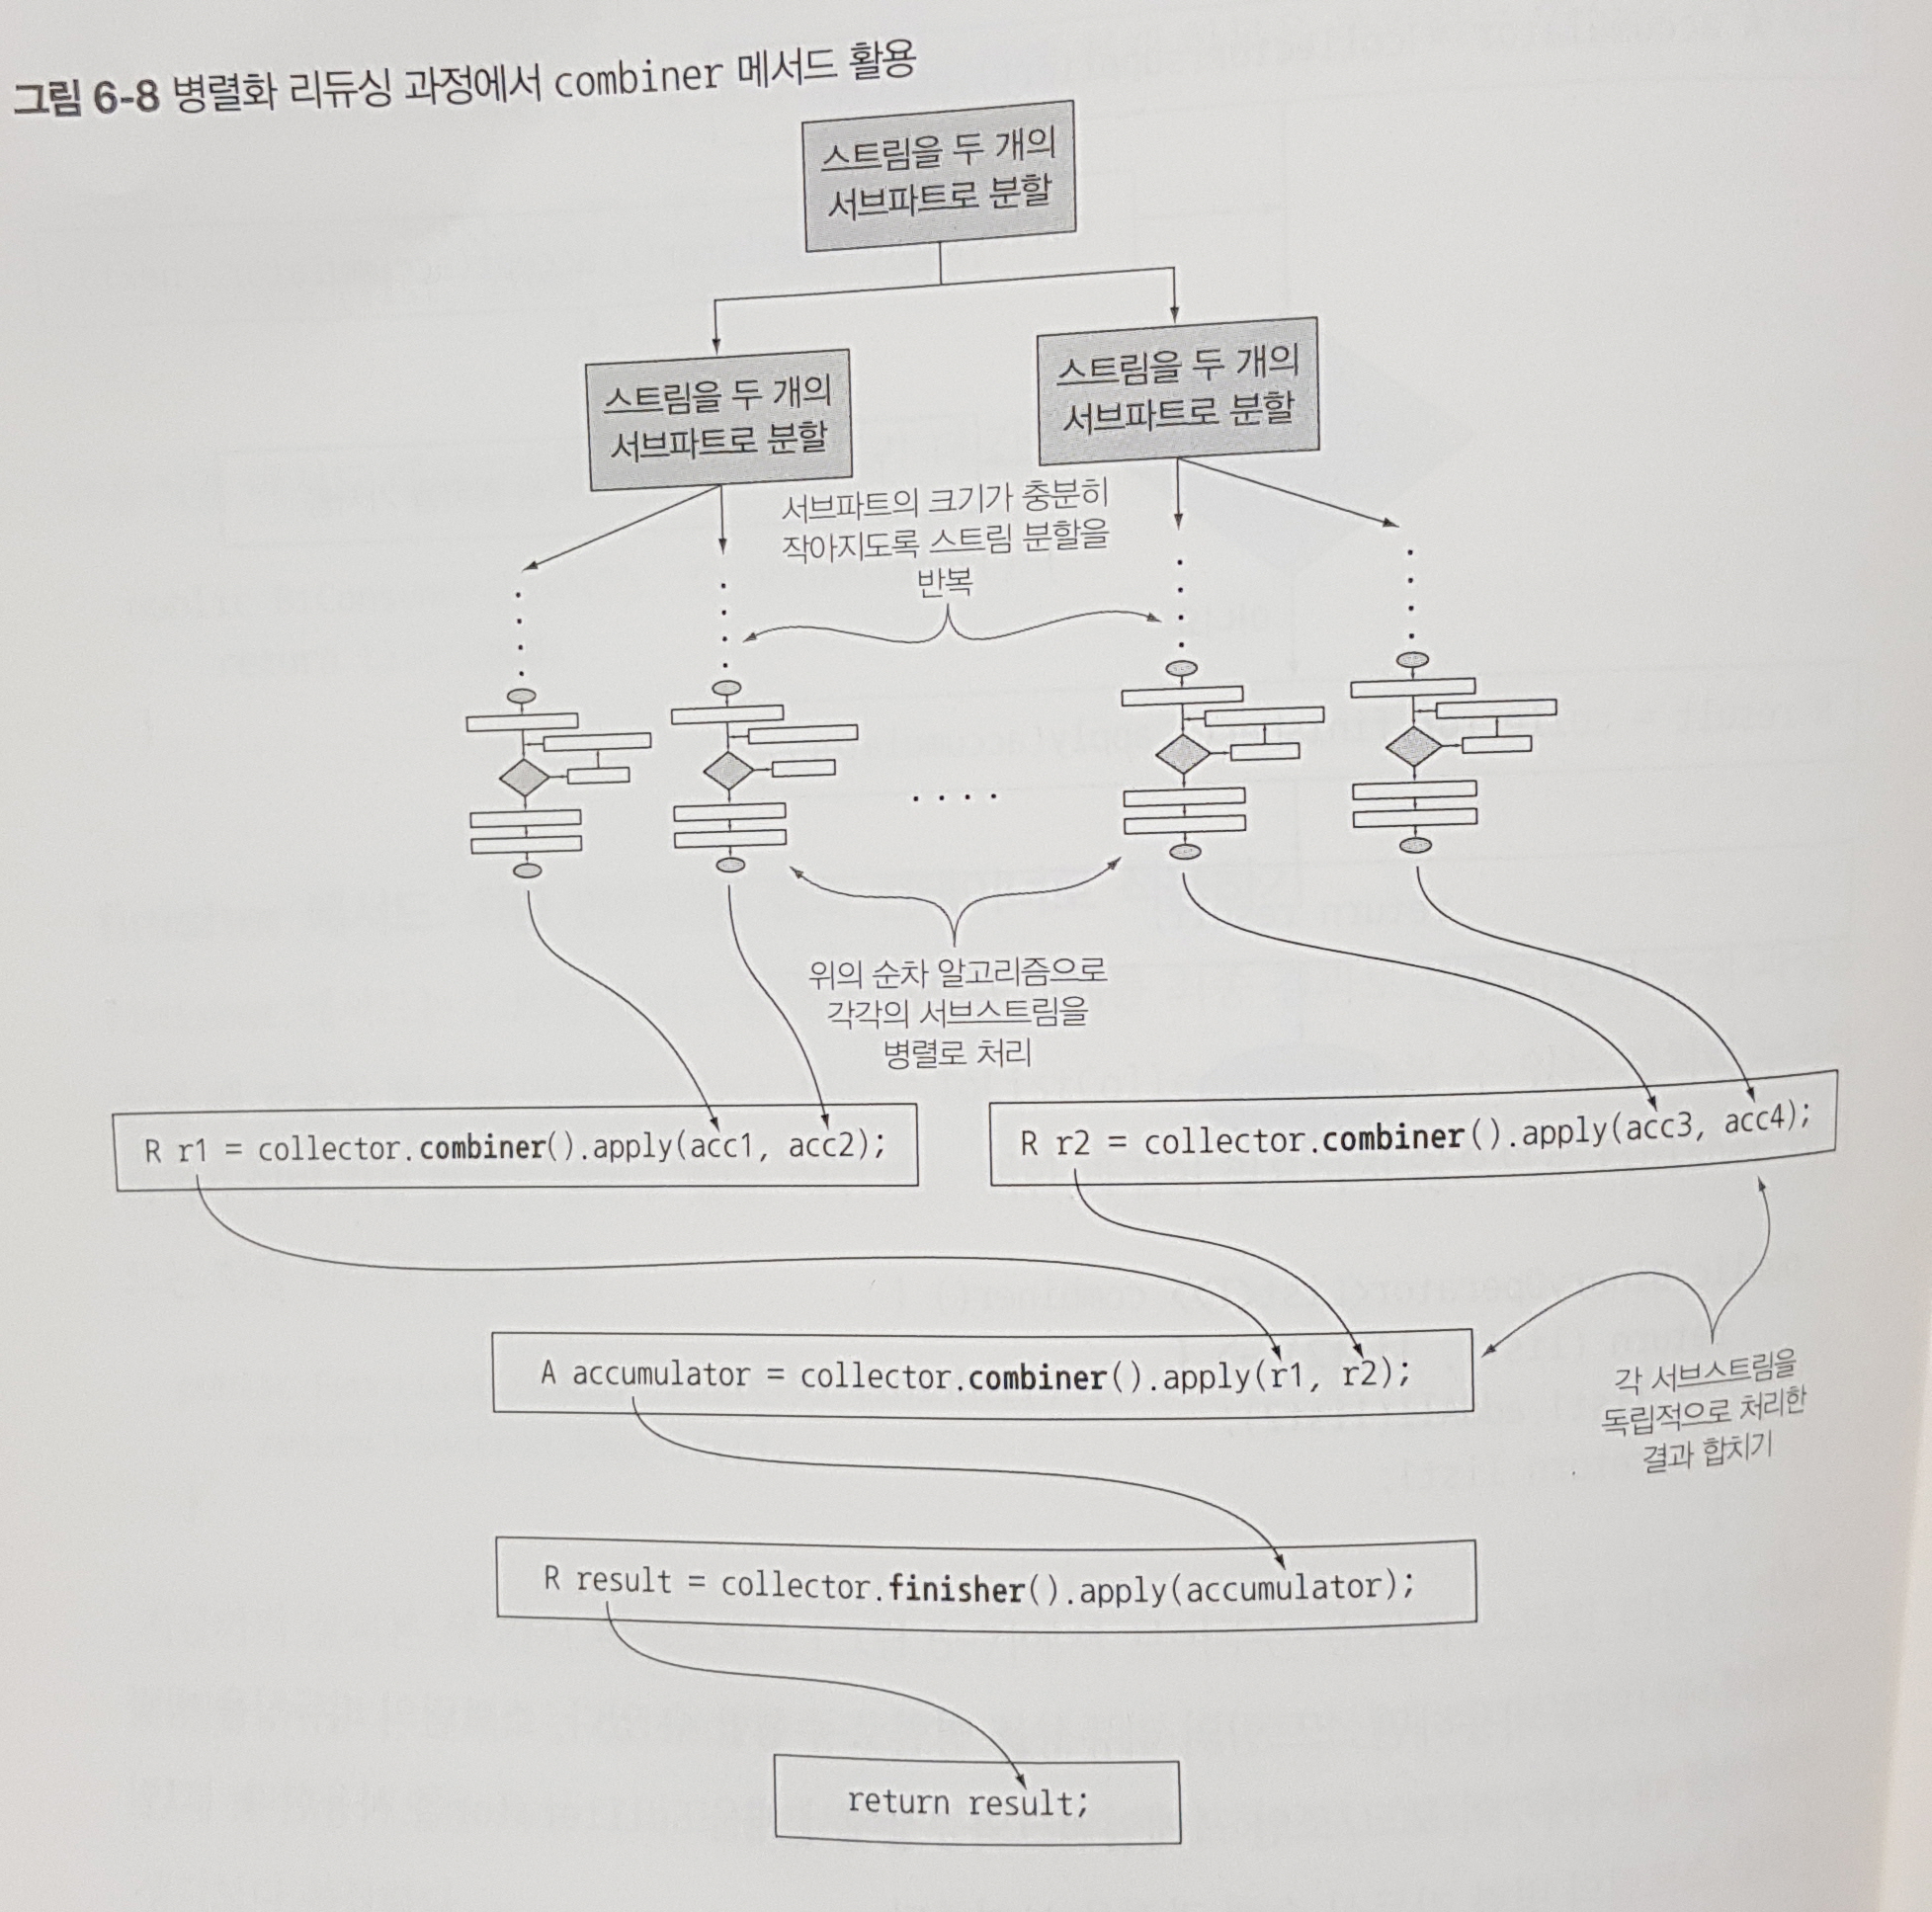 그림 6-8 병렬화 리듀싱 과정에서 combiner 메서드 활용
스트림을 두 개의
서브파트로 분할
스트림을 두 개의
서브파트로 분할
스트림을 두 개의
서브파트로 분할
서브파트의 크기가 충분히
작아지도록 스트림 분할을
반복
위의 순차 알고리즘으로
각각의 서브스트림을
병렬로 처리
R r1 = collector.combiner().apply(acc1, acc2);
R r2 = collector.combiner().apply(acc3, acc4);
A accumulator = collector.combiner().apply(r1, r2);
각 서브스트림을
독립적으로 처리한
결과 합치기
R result = collector.finisher().apply(accumulator);
return result;